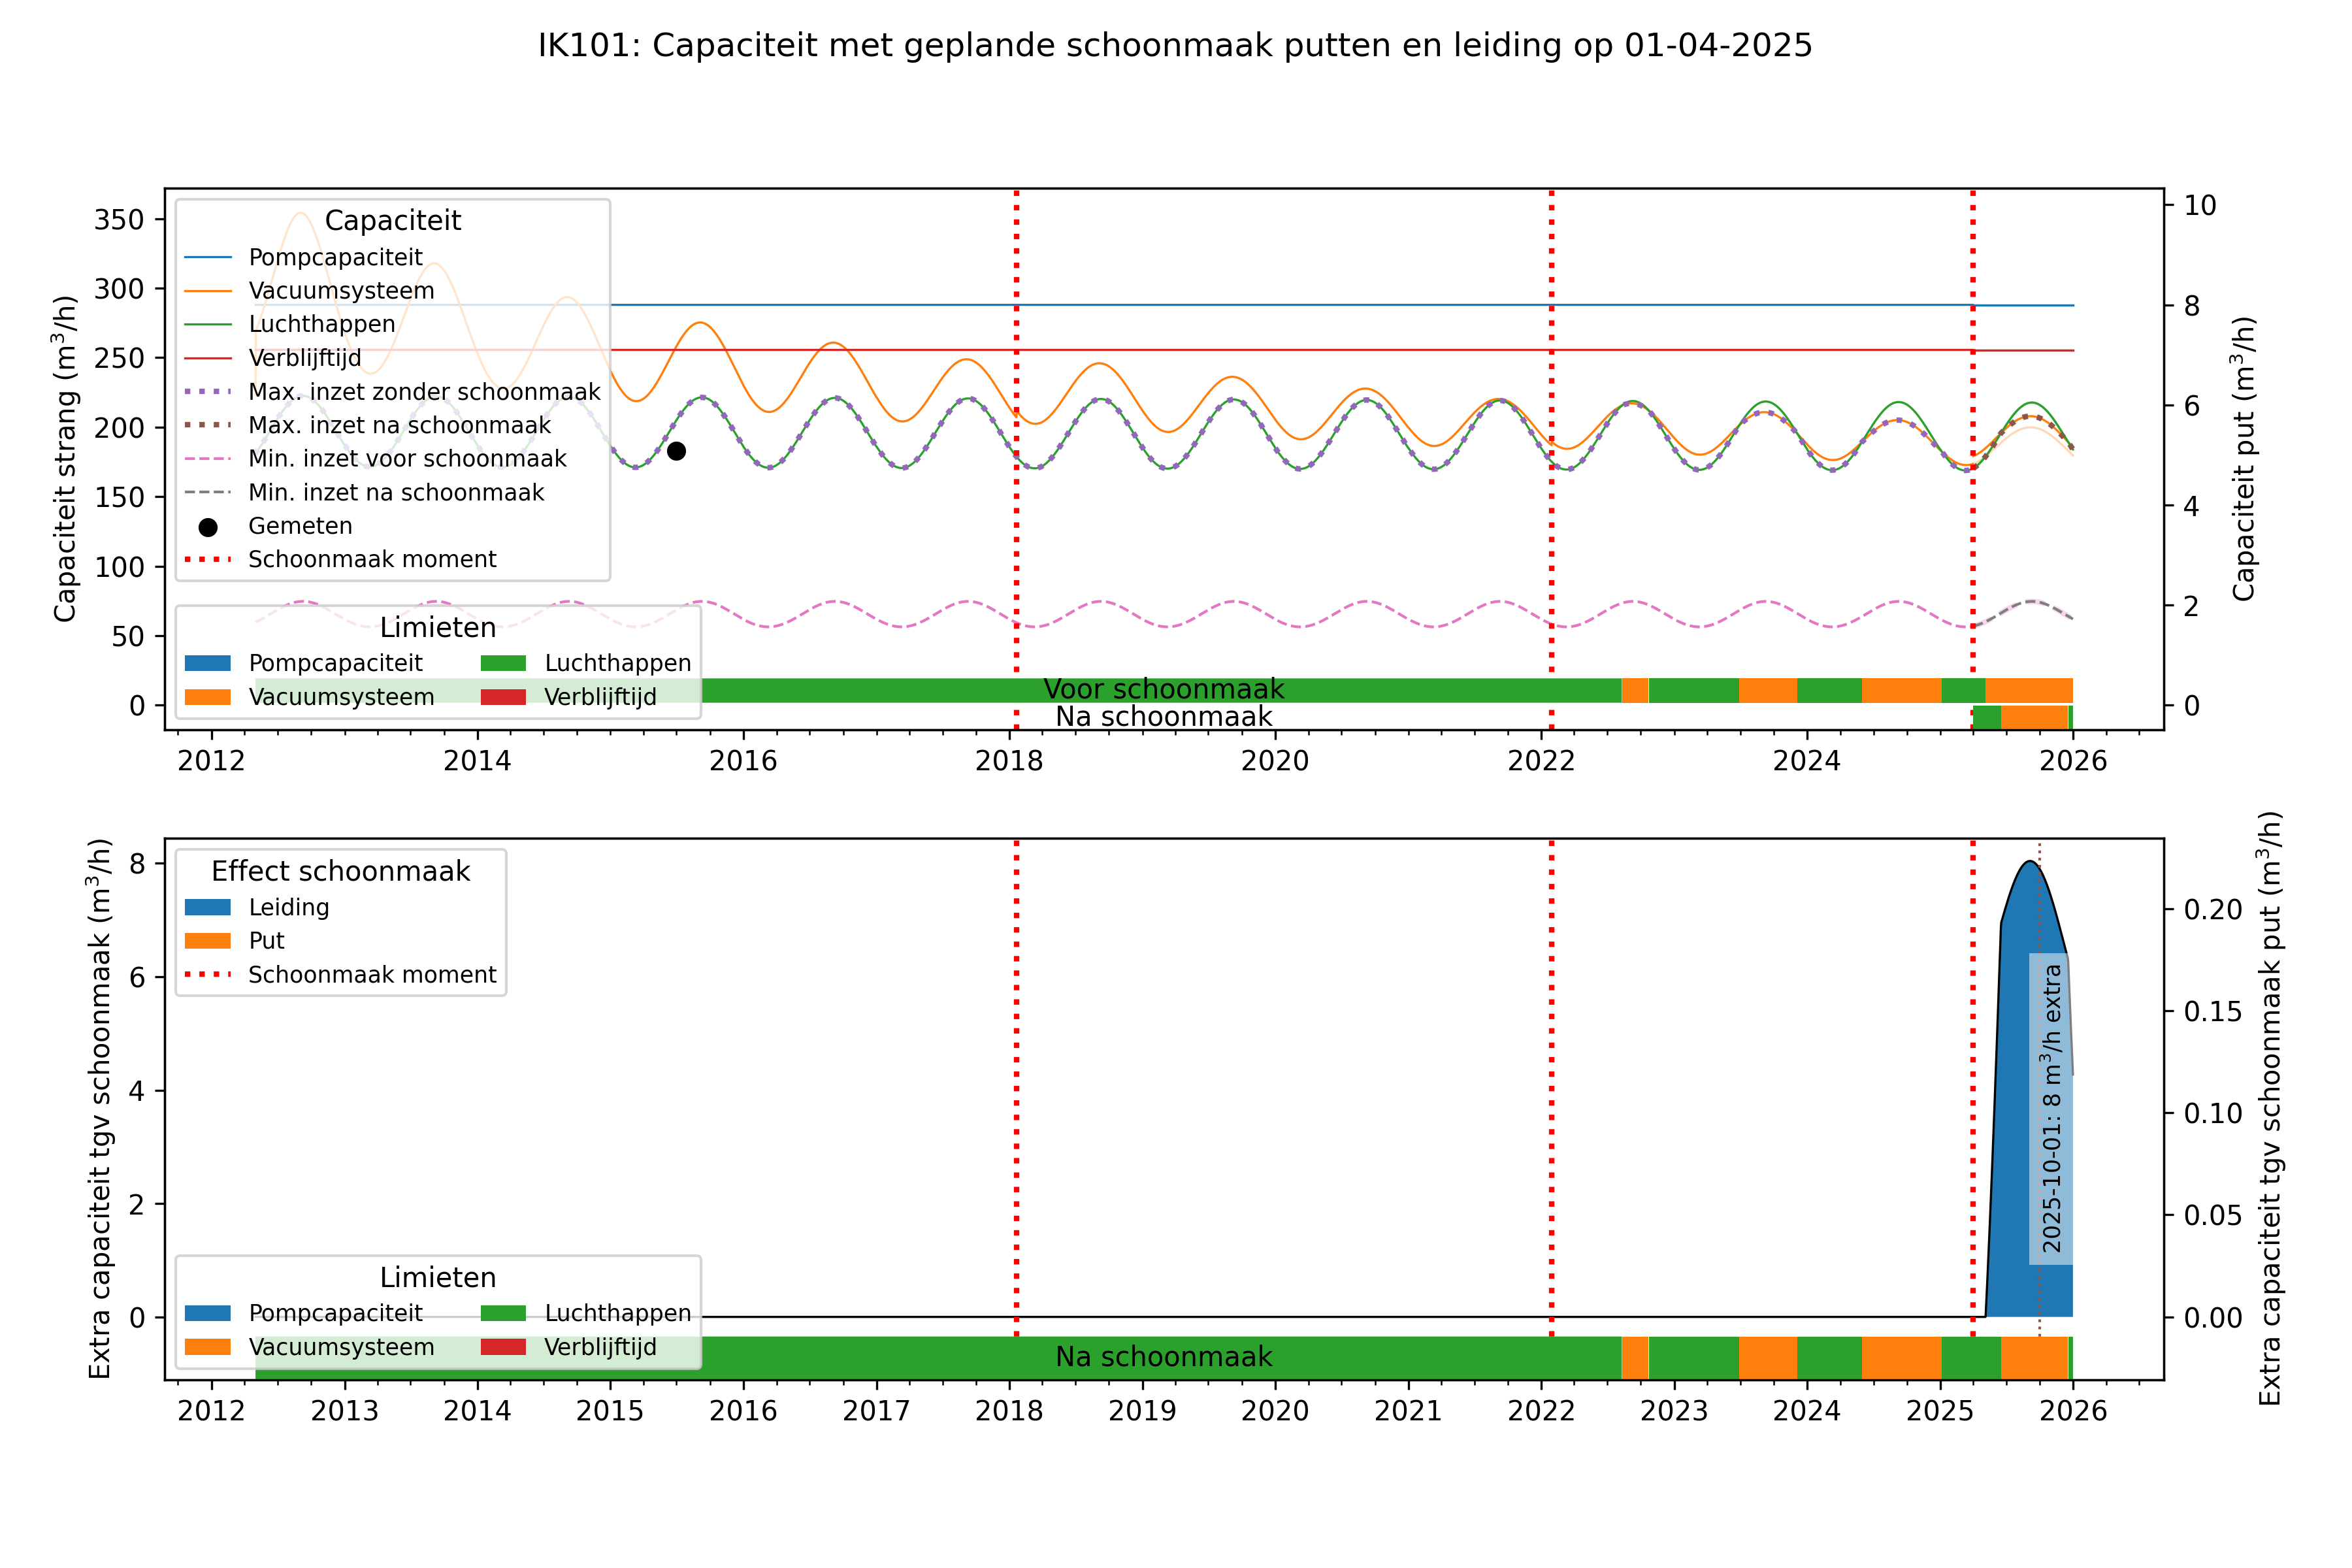 IK101: Capaciteit met geplande schoonmaak putten en leiding op 01-04-2025
Capaciteit strang (m³/h)
350
300
250
200
150
100
50
0
Capaciteit
Pompcapaciteit
Vacuumsysteem
Luchthappen
Verblijftijd
Max. inzet zonder schoonmaak
Max. inzet na schoonmaak
Min. inzet voor schoonmaak
Min. inzet na schoonmaak
Gemeten
Schoonmaak moment
Limieten
Pompcapaciteit Luchthappen
Vacuumsysteem Verblijftijd
Voor schoonmaak
Na schoonmaak
10
8
6
4
2
0
Capaciteit put (m³/h)
2012 2014 2016 2018 2020 2022 2024 2026
Extra capaciteit tgv schoonmaak (m³/h)
8
6
4
2
0
Effect schoonmaak
Leiding
Put
Schoonmaak moment
Limieten
Pompcapaciteit Luchthappen
Vacuumsysteem Verblijftijd
Na schoonmaak
2025-10-01: 8 m³/h extra
0.20
0.15
0.10
0.05
0.00
Extra capaciteit tgv schoonmaak put (m³/h)
2012 2013 2014 2015 2016 2017 2018 2019 2020 2021 2022 2023 2024 2025 2026